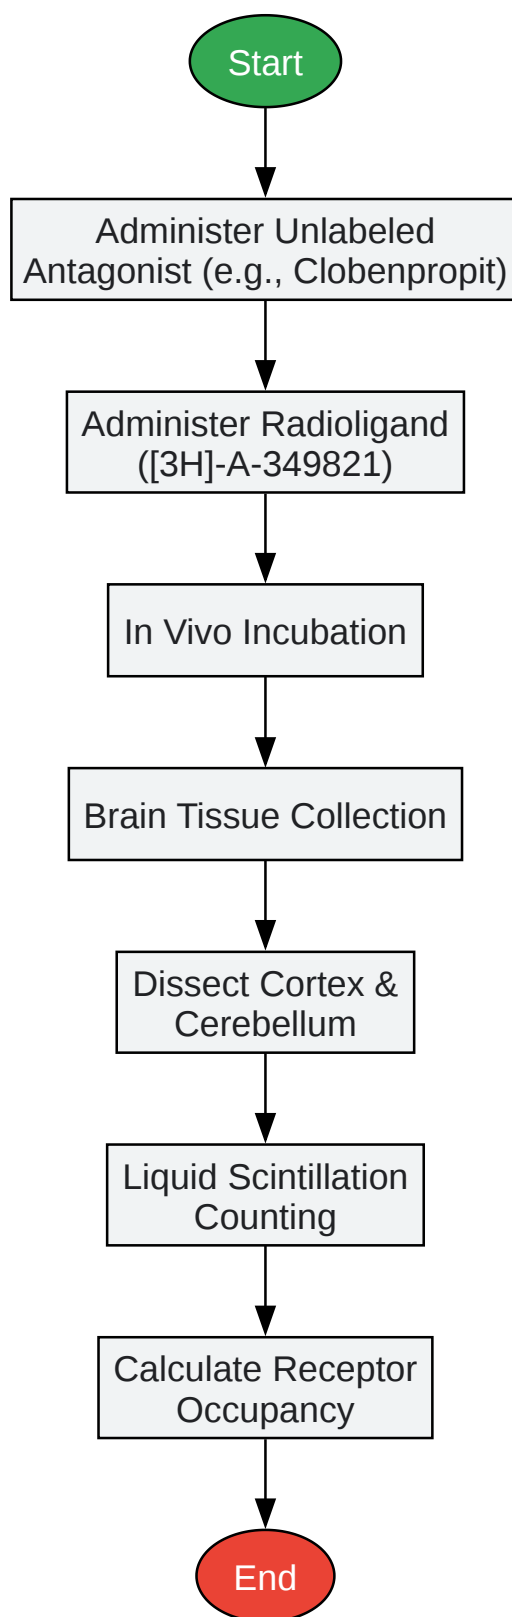 Start
Administer Unlabeled
Antagonist (e.g., Clobenpropit)
Administer Radioligand
([3H]-A-349821)
In Vivo Incubation
Brain Tissue Collection
Dissect Cortex &
Cerebellum
Liquid Scintillation
Counting
Calculate Receptor
Occupancy
End